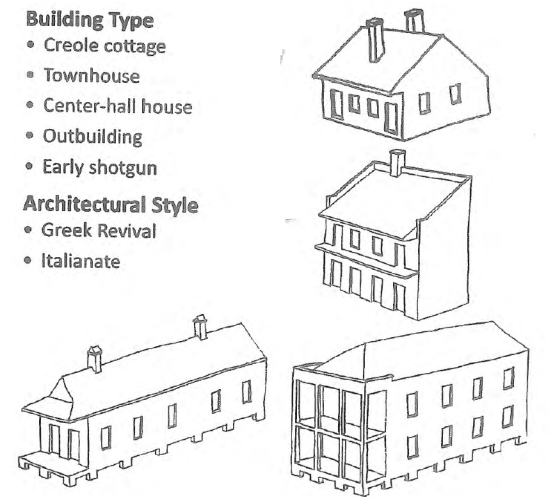 Building Type
• Creole cottage
• Townhouse
• Center-hall house
• Outbuilding
• Early shotgun
Architectural Style
• Greek Revival
• Italianate